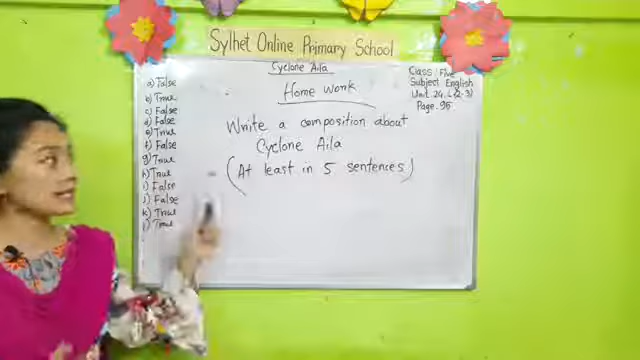 Sylhet Online Primary School
Cyclone Aila
Class: Five
Subject English
Unit. 24, L(2-3)
Page. 96
a) False
b) True
c) False
d) False
e) True
f) False
g) True
h) True
i) False
j) False
k) True
l) True
Home work
Write a composition about
Cyclone Aila
(At least in 5 sentences)